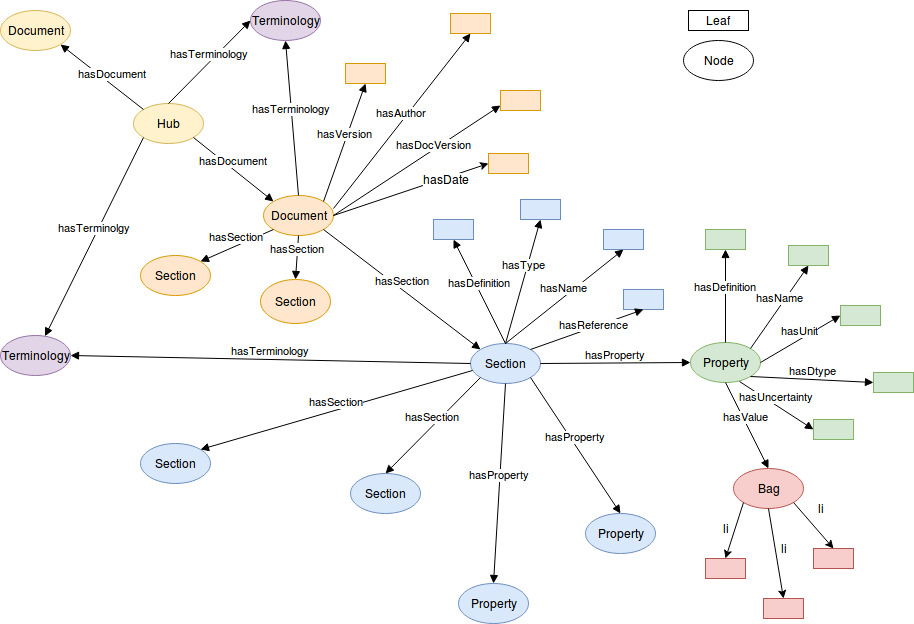 Terminology
Leaf
Document
hasTerminology
Node
hasDocument
hasTerminology
hasAuthor
Hub
hasVersion
hasDocVersion
hasDocument
hasDate
Document
hasTerminolgy
hasSection
hasSection
hasType
Section
hasSection
hasDefinition
hasName
hasDefinition
hasName
Section
hasReference
hasUnit
Terminology
hasTerminology
Section
hasProperty
Property
hasDtype
hasSection
hasSection
hasUncertainty
hasValue
hasProperty
Section
hasProperty
Section
Bag
li
li
li
Property
Property